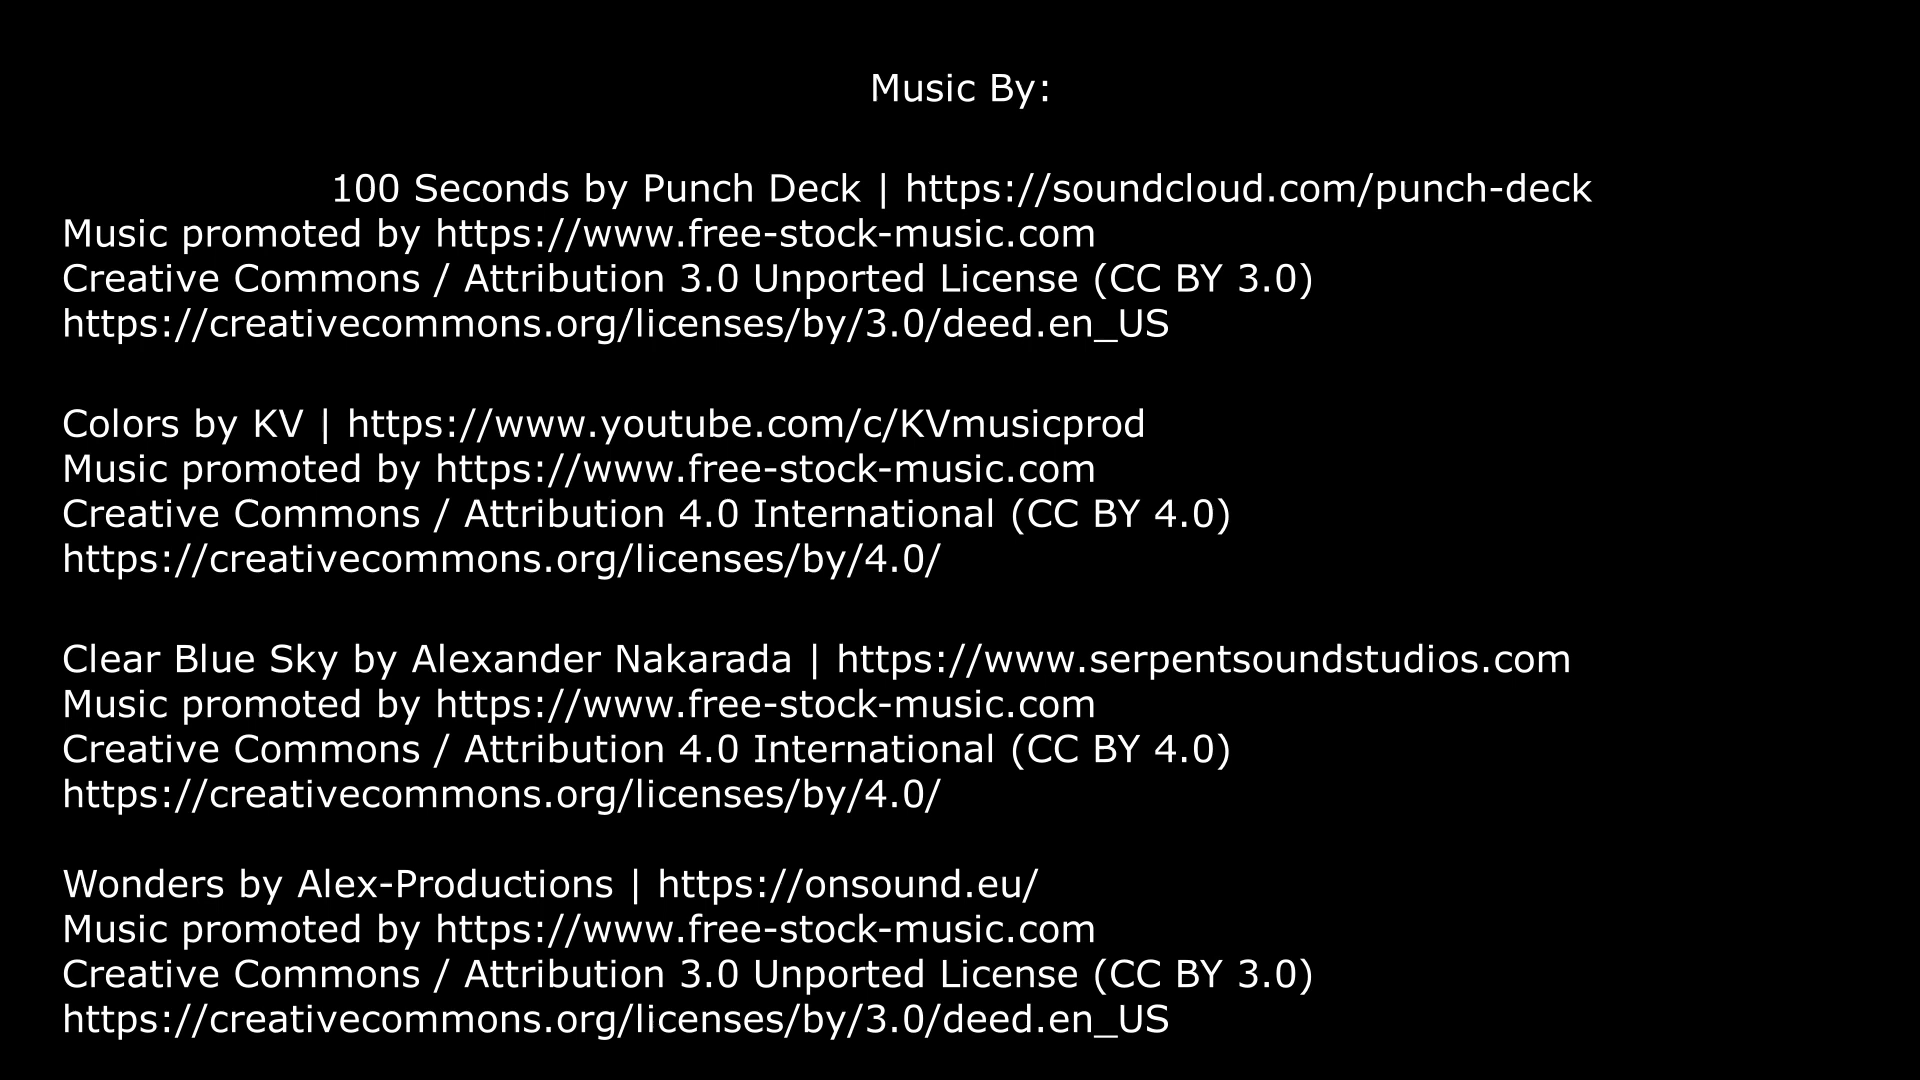 Music By:
100 Seconds by Punch Deck | https://soundcloud.com/punch-deck
Music promoted by https://www.free-stock-music.com
Creative Commons / Attribution 3.0 Unported License (CC BY 3.0)
https://creativecommons.org/licenses/by/3.0/deed.en_US
Colors by KV | https://www.youtube.com/c/KVmusicprod
Music promoted by https://www.free-stock-music.com
Creative Commons / Attribution 4.0 International (CC BY 4.0)
https://creativecommons.org/licenses/by/4.0/
Clear Blue Sky by Alexander Nakarada | https://www.serpentsoundstudios.com
Music promoted by https://www.free-stock-music.com
Creative Commons / Attribution 4.0 International (CC BY 4.0)
https://creativecommons.org/licenses/by/4.0/
Wonders by Alex-Productions | https://onsound.eu/
Music promoted by https://www.free-stock-music.com
Creative Commons / Attribution 3.0 Unported License (CC BY 3.0)
https://creativecommons.org/licenses/by/3.0/deed.en_US